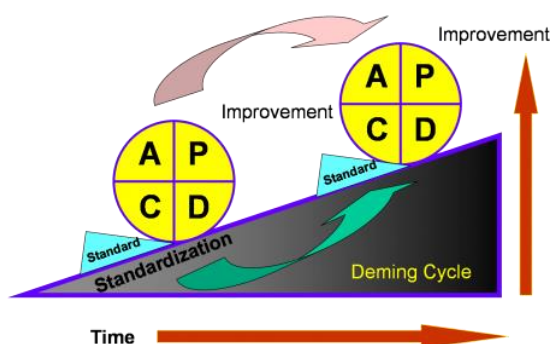 Improvement
A P
C D
Improvement
A P
C D
Standard
Standard
Standardization
Deming Cycle
Time